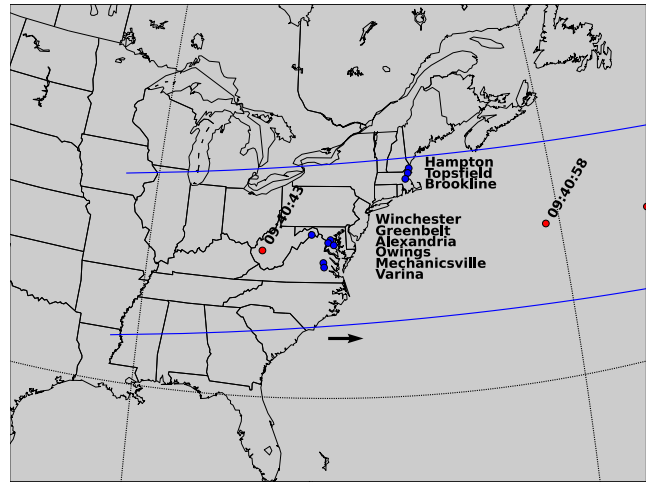 Hampton
Topsfield
Brookline
09:40:43
09:40:58
Winchester
Greenbelt
Alexandria
Owings
Mechanicsville
Varina